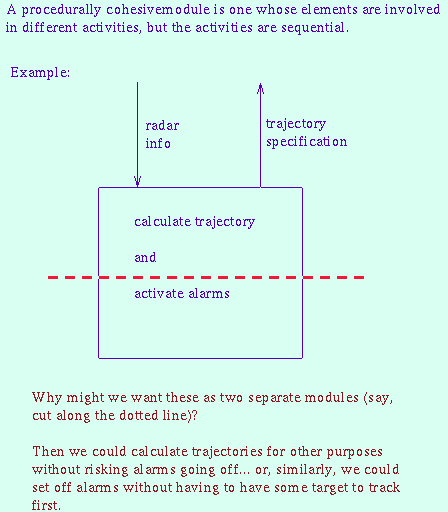 A procedurally cohesivemodule is one whose elements are involved
in different activities, but the activities are sequential.
Example:
radar
info
trajectory
specification
calculate trajectory
and
activate alarms
Why might we want these as two separate modules (say,
cut along the dotted line)?
Then we could calculate trajectories for other purposes
without risking alarms going off... or, similarly, we could
set off alarms without having to have some target to track
first.